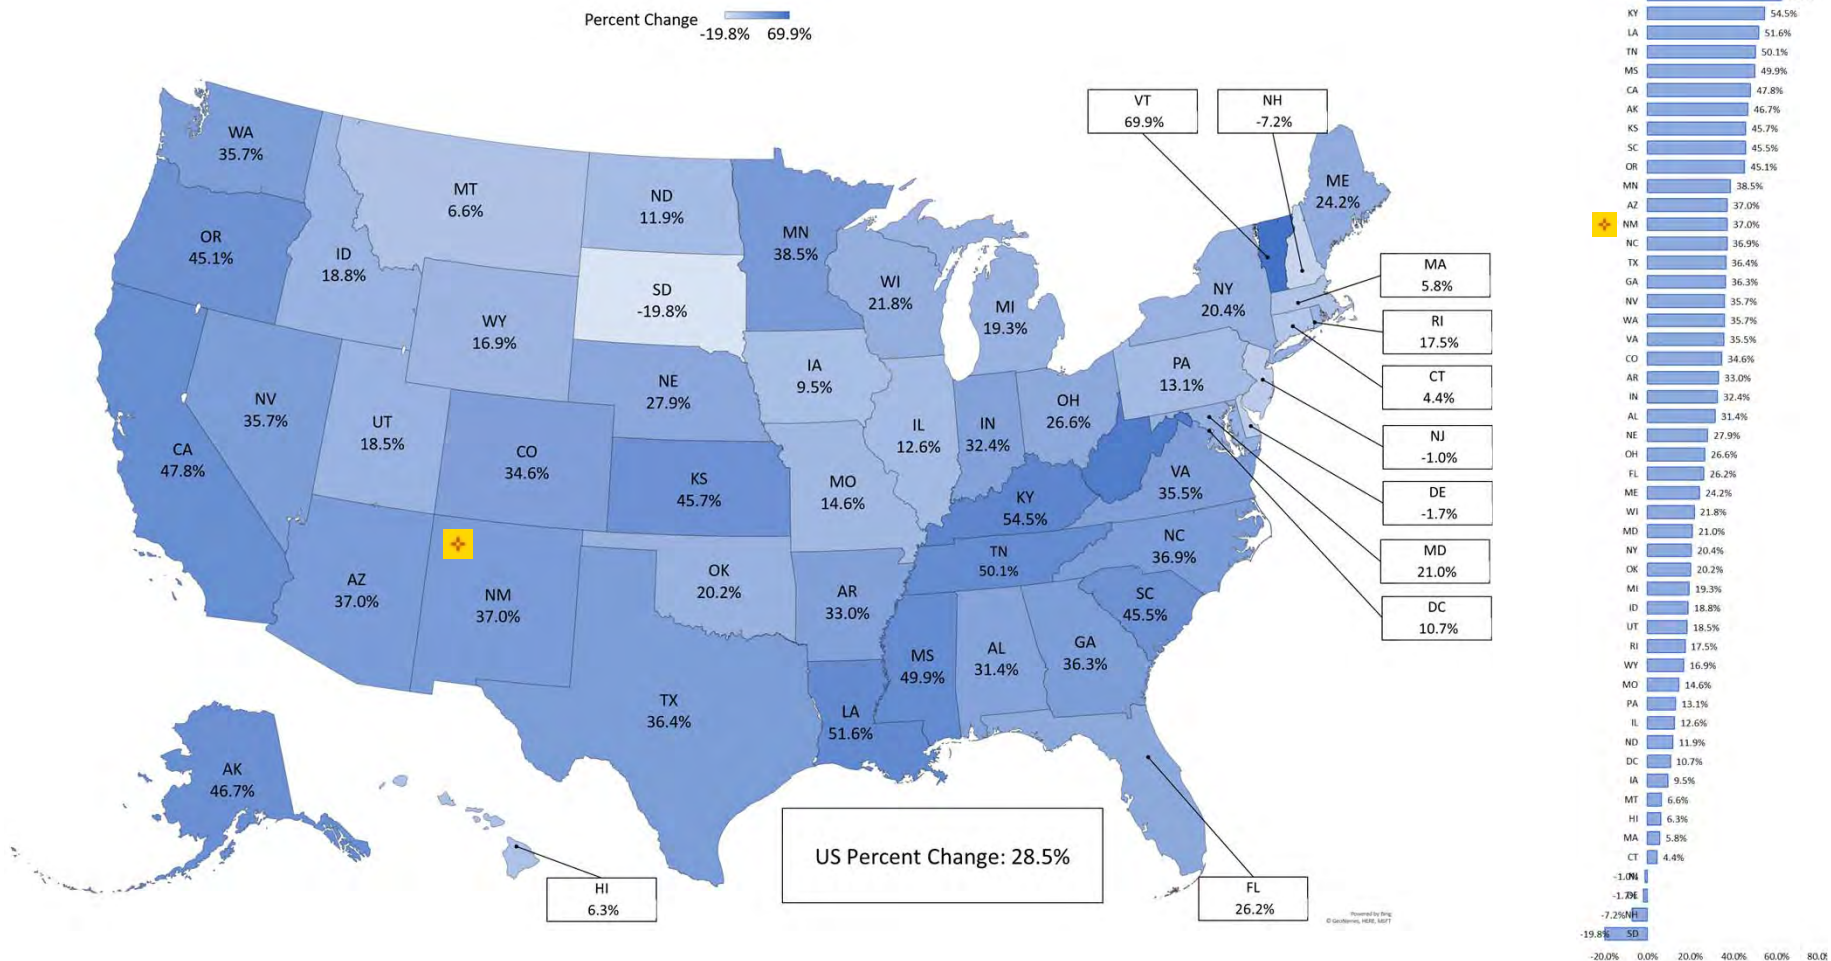 Percent Change
-19.8% 69.9%
WA
35.7%
OR
45.1%
CA
47.8%
NV
35.7%
ID
18.8%
MT
6.6%
WY
16.9%
UT
18.5%
AZ
37.0%
CO
34.6%
NM
37.0%
ND
11.9%
SD
-19.8%
NE
27.9%
KS
45.7%
OK
20.2%
TX
36.4%
MN
38.5%
IA
9.5%
MO
14.6%
AR
33.0%
LA
51.6%
WI
21.8%
IL
12.6%
MI
19.3%
IN
32.4%
OH
26.6%
KY
54.5%
TN
50.1%
MS
49.9%
AL
31.4%
GA
36.3%
SC
45.5%
NC
36.9%
VA
35.5%
PA
13.1%
NY
20.4%
ME
24.2%
VT
69.9%
NH
-7.2%
MA
5.8%
RI
17.5%
CT
4.4%
NJ
-1.0%
DE
-1.7%
MD
21.0%
DC
10.7%
FL
26.2%
AK
46.7%
HI
6.3%
US Percent Change: 28.5%
Powered by Bing
© GeoNames, HERE, MSFT
KY 54.5%
LA 51.6%
TN 50.1%
MS 49.9%
CA 47.8%
AK 46.7%
KS 45.7%
SC 45.5%
OR 45.1%
MN 38.5%
AZ 37.0%
NM 37.0%
NC 36.9%
TX 36.4%
GA 36.3%
NV 35.7%
WA 35.7%
VA 35.5%
CO 34.6%
AR 33.0%
IN 32.4%
AL 31.4%
NE 27.9%
OH 26.6%
FL 26.2%
ME 24.2%
WI 21.8%
MD 21.0%
NY 20.4%
OK 20.2%
MI 19.3%
ID 18.8%
UT 18.5%
RI 17.5%
WY 16.9%
MO 14.6%
PA 13.1%
IL 12.6%
ND 11.9%
DC 10.7%
IA 9.5%
MT 6.6%
HI 6.3%
MA 5.8%
CT 4.4%
-1.0% NJ
-1.7% DE
-7.2% NH
-19.8% SD
-20.0% 0.0% 20.0% 40.0% 60.0% 80.0